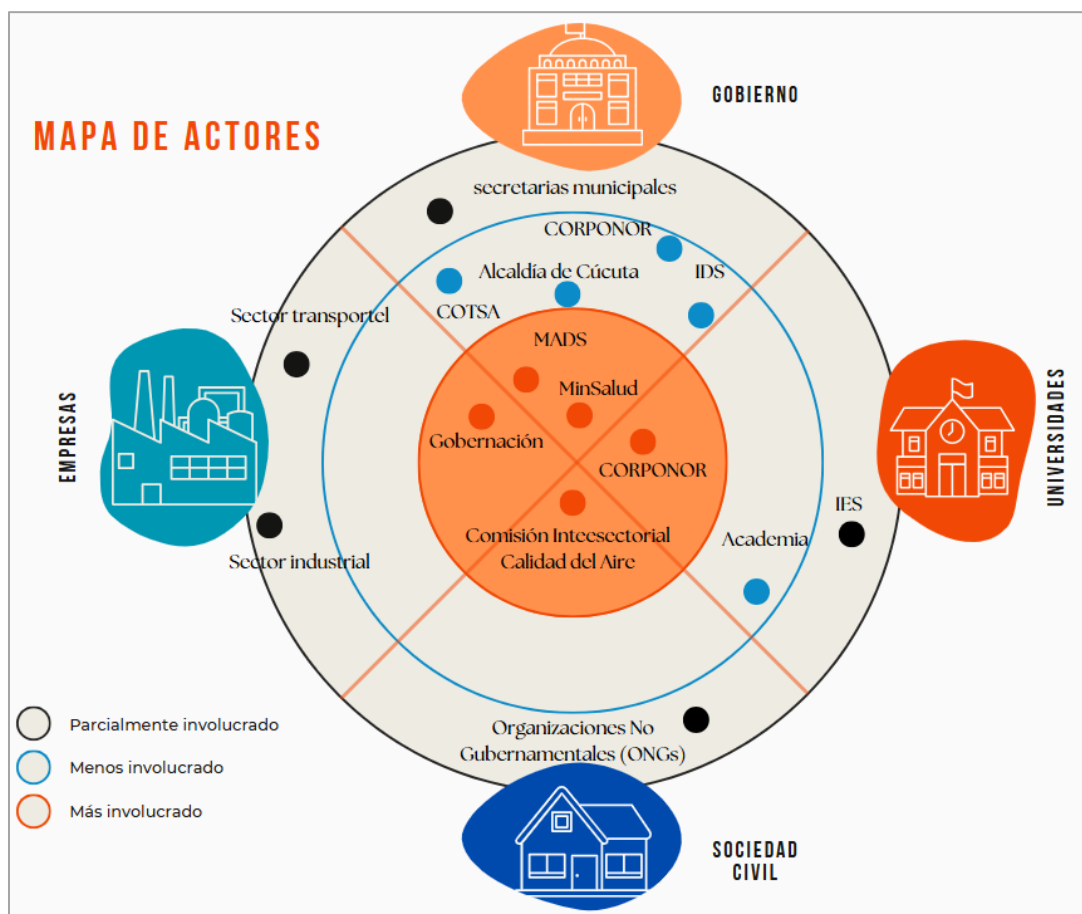 GOBIERNO
MAPA DE ACTORES
secretarias municipales
CORPONOR
Alcaldía de Cúcuta
IDS
COTSA
Sector transportel
MADS
MinSalud
Gobernación
CORPONOR
EMPRESAS
UNIVERSIDADES
IES
Comisión Inteesectorial
Calidad del Aire
Academia
Sector industrial
Organizaciones No
Gubernamentales (ONGs)
Parcialmente involucrado
Menos involucrado
Más involucrado
SOCIEDAD
CIVIL